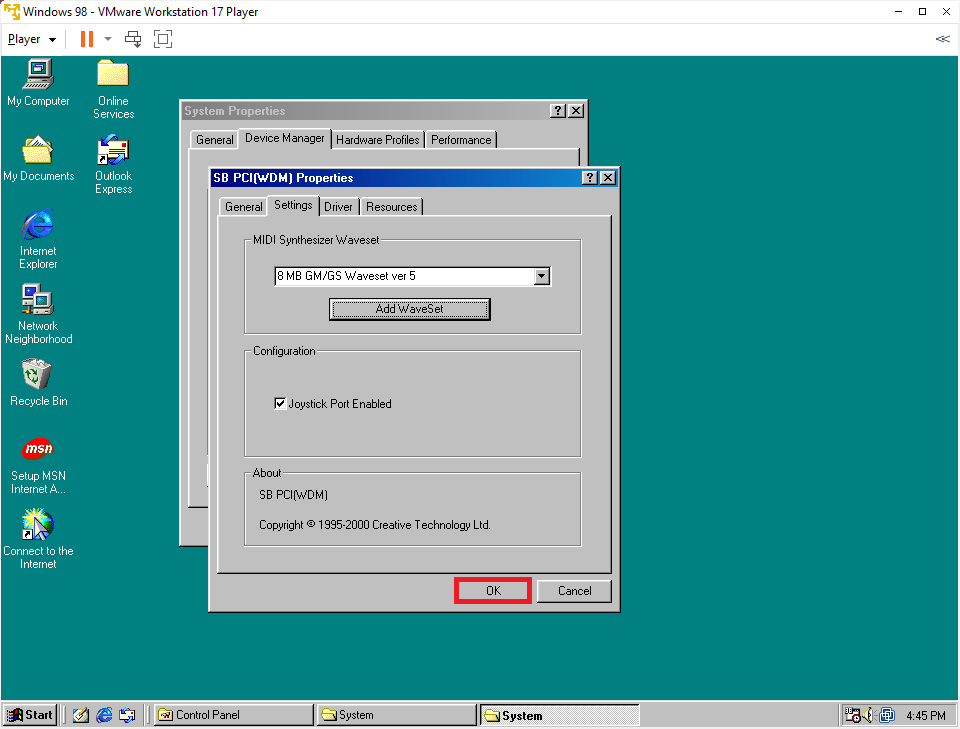 Windows 98 - VMware Workstation 17 Player
Player
My Computer
Online
Services
My Documents
Outlook
Express
Internet
Explorer
Network
Neighborhood
Recycle Bin
msn
Setup MSN
Internet A...
Connect to the
Internet
System Properties
General Device Manager Hardware Profiles Performance
SB PCI(WDM) Properties
General Settings Driver Resources
MIDI Synthesizer Waveset
8 MB GM/GS Waveset ver 5
Add WaveSet
Configuration
Joystick Port Enabled
About
SB PCI(WDM)
Copyright © 1995-2000 Creative Technology Ltd.
OK Cancel
Start Control Panel System System 4:45 PM